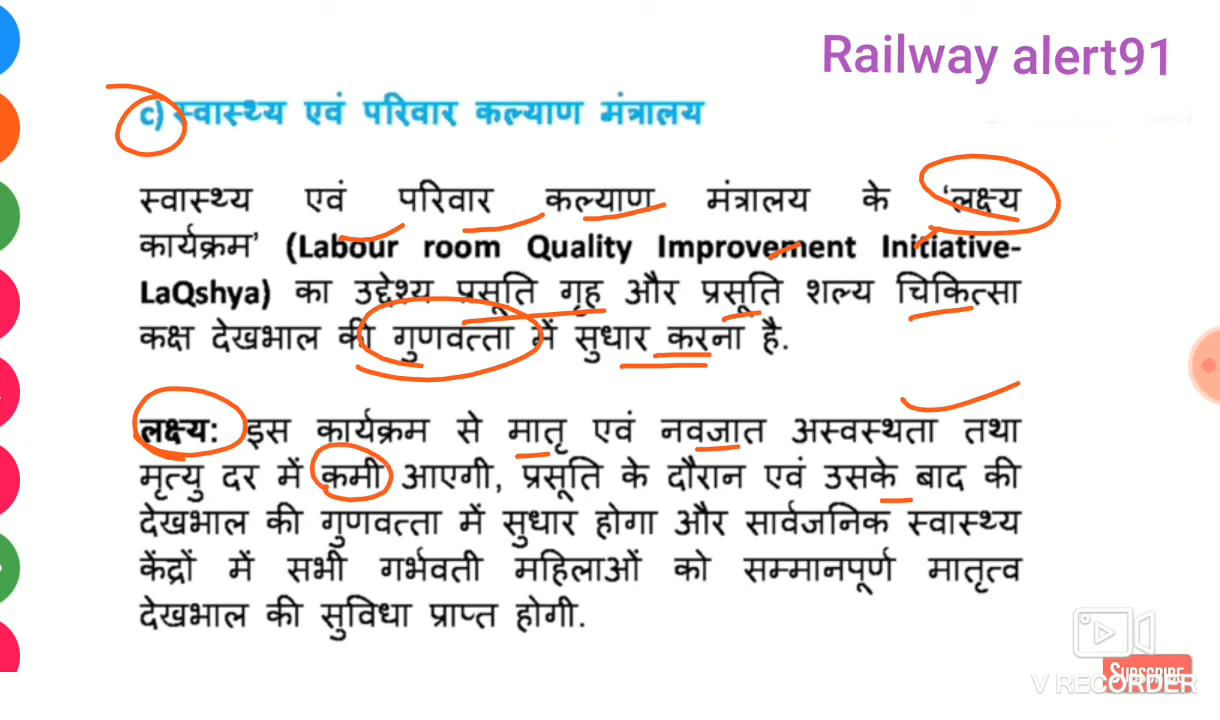 Railway alert91
c) स्वास्थ्य एवं परिवार कल्याण मंत्रालय
स्वास्थ्य एवं परिवार कल्याण मंत्रालय के ‘लक्ष्य
कार्यक्रम’ (Labour room Quality Improvement Initiative-
LaQshya) का उद्देश्य प्रसूति गृह और प्रसूति शल्य चिकित्सा
कक्ष देखभाल की गुणवत्ता में सुधार करना है.
लक्ष्य: इस कार्यक्रम से मातृ एवं नवजात अस्वस्थता तथा
मृत्यु दर में कमी आएगी, प्रसूति के दौरान एवं उसके बाद की
देखभाल की गुणवत्ता में सुधार होगा और सार्वजनिक स्वास्थ्य
केंद्रों में सभी गर्भवती महिलाओं को सम्मानपूर्ण मातृत्व
देखभाल की सुविधा प्राप्त होगी.
SUBSCRIBE
V RECORDER